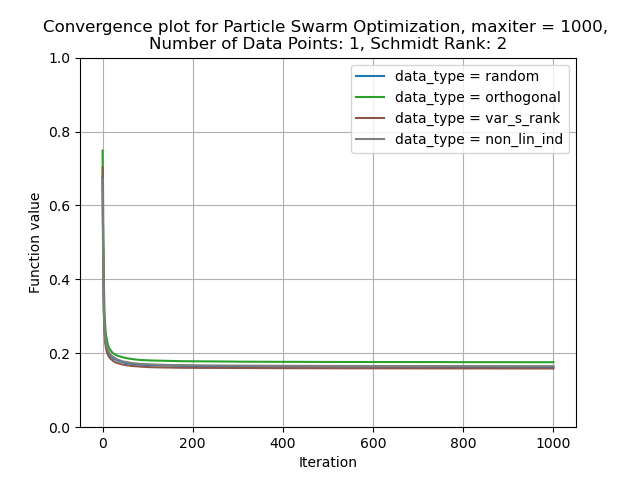 Convergence plot for Particle Swarm Optimization, maxiter = 1000,
Number of Data Points: 1, Schmidt Rank: 2
1.0
0.8
0.6
0.4
0.2
0.0
Function value
data_type = random
data_type = orthogonal
data_type = var_s_rank
data_type = non_lin_ind
0 200 400 600 800 1000
Iteration